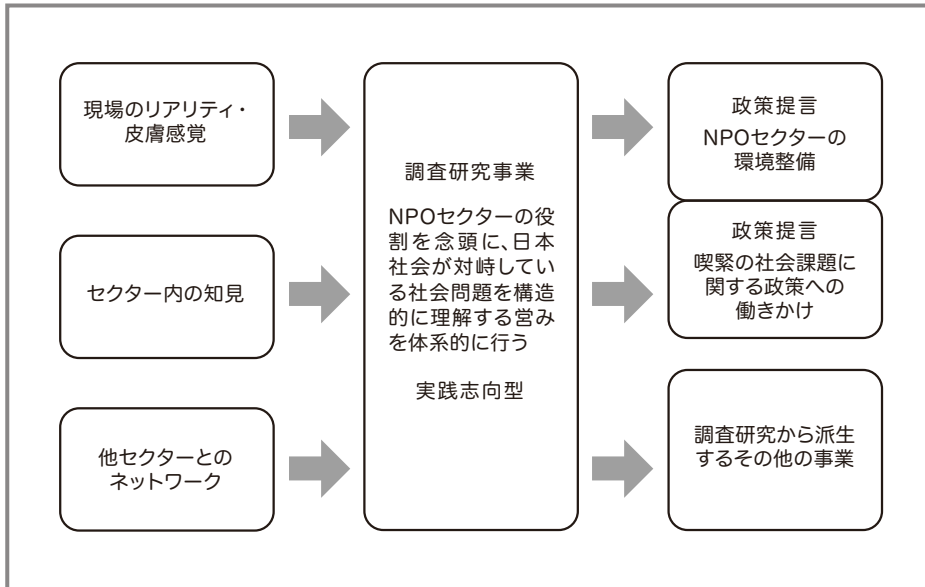 現場のリアリティ・
皮膚感覚
セクター内の知見
他セクターとの
ネットワーク
調査研究事業
NPOセクターの役
割を念頭に、日本
社会が対峙してい
る社会問題を構造
的に理解する営み
を体系的に行う
実践志向型
政策提言
NPOセクターの
環境整備
政策提言
喫緊の社会課題に
関する政策への
働きかけ
調査研究から派生
するその他の事業